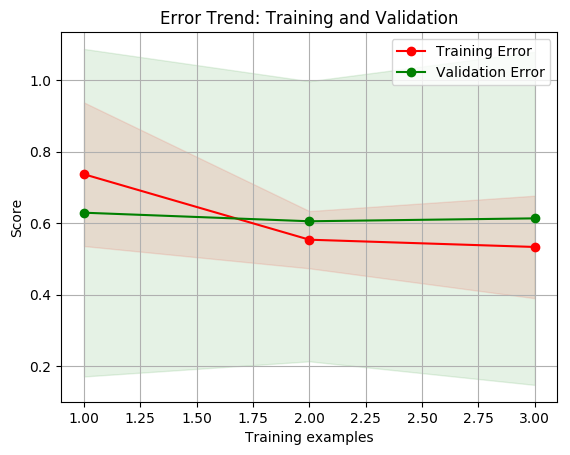 Error Trend: Training and Validation
Training Error
Validation Error
1.0
0.8
0.6
0.4
0.2
Score
1.00 1.25 1.50 1.75 2.00 2.25 2.50 2.75 3.00
Training examples